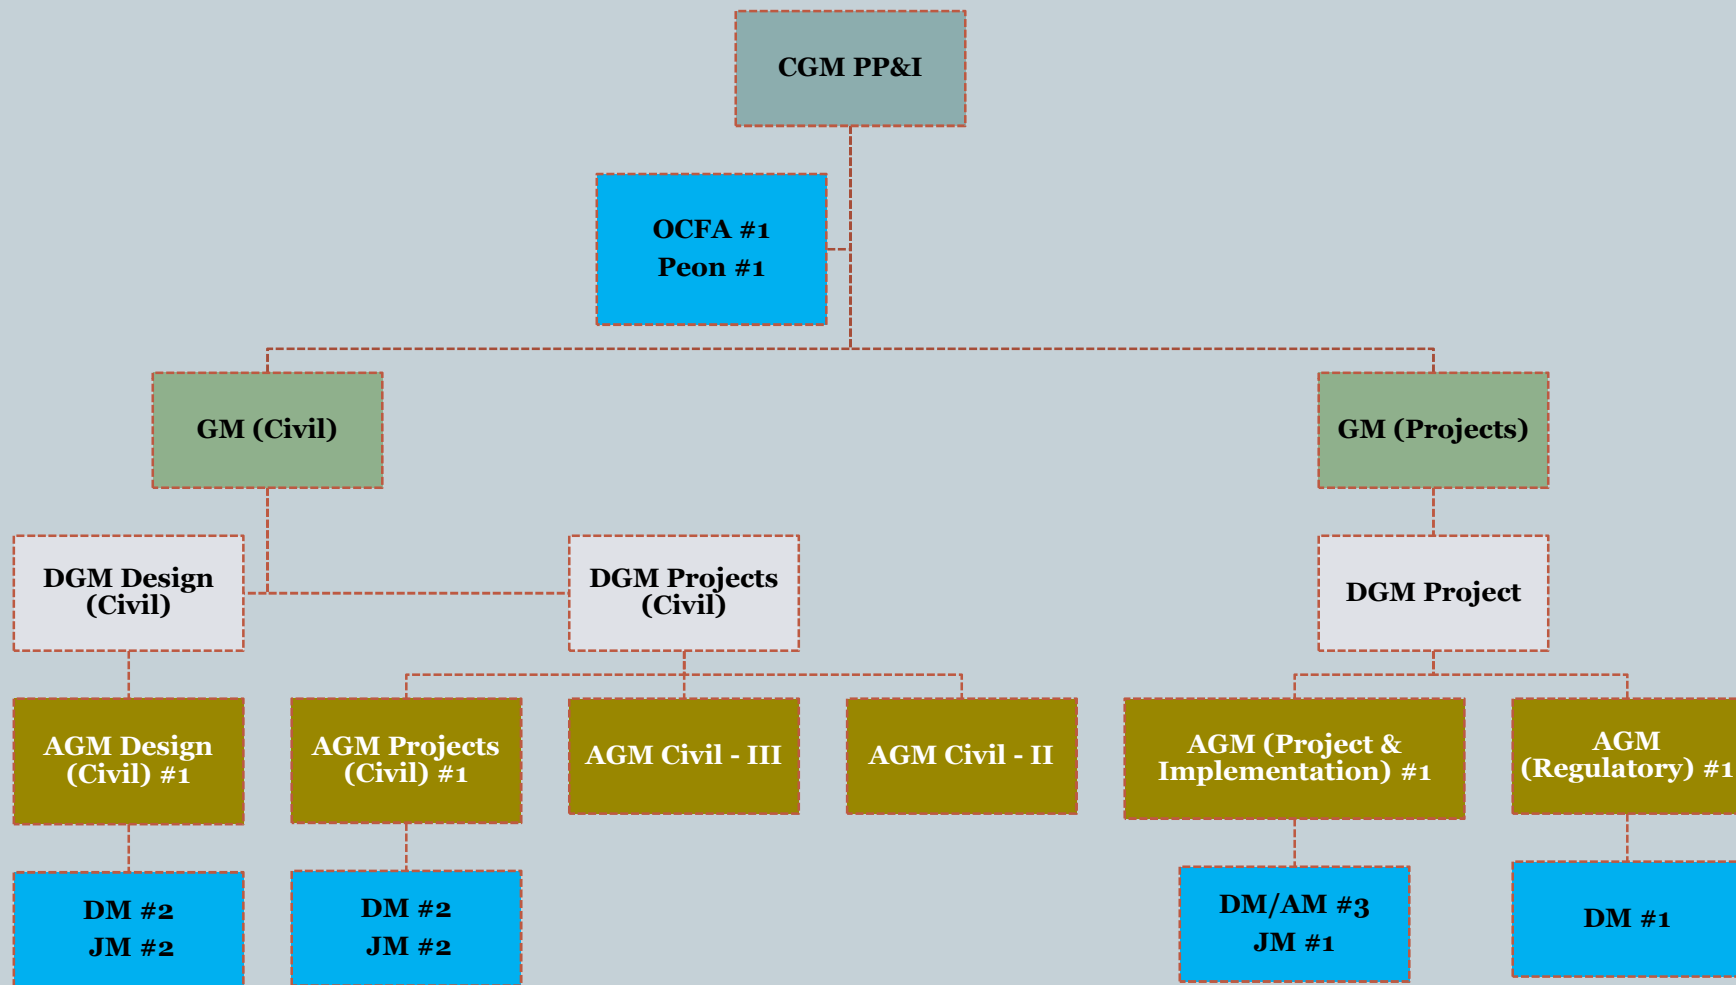 CGM PP&I
OCFA #1
Peon #1
GM (Civil)
GM (Projects)
DGM Design
(Civil)
DGM Projects
(Civil)
DGM Project
AGM Design
(Civil) #1
AGM Projects
(Civil) #1
AGM Civil - III
AGM Civil - II
AGM (Project &
Implementation) #1
AGM
(Regulatory) #1
DM #2
JM #2
DM #2
JM #2
DM/AM #3
JM #1
DM #1